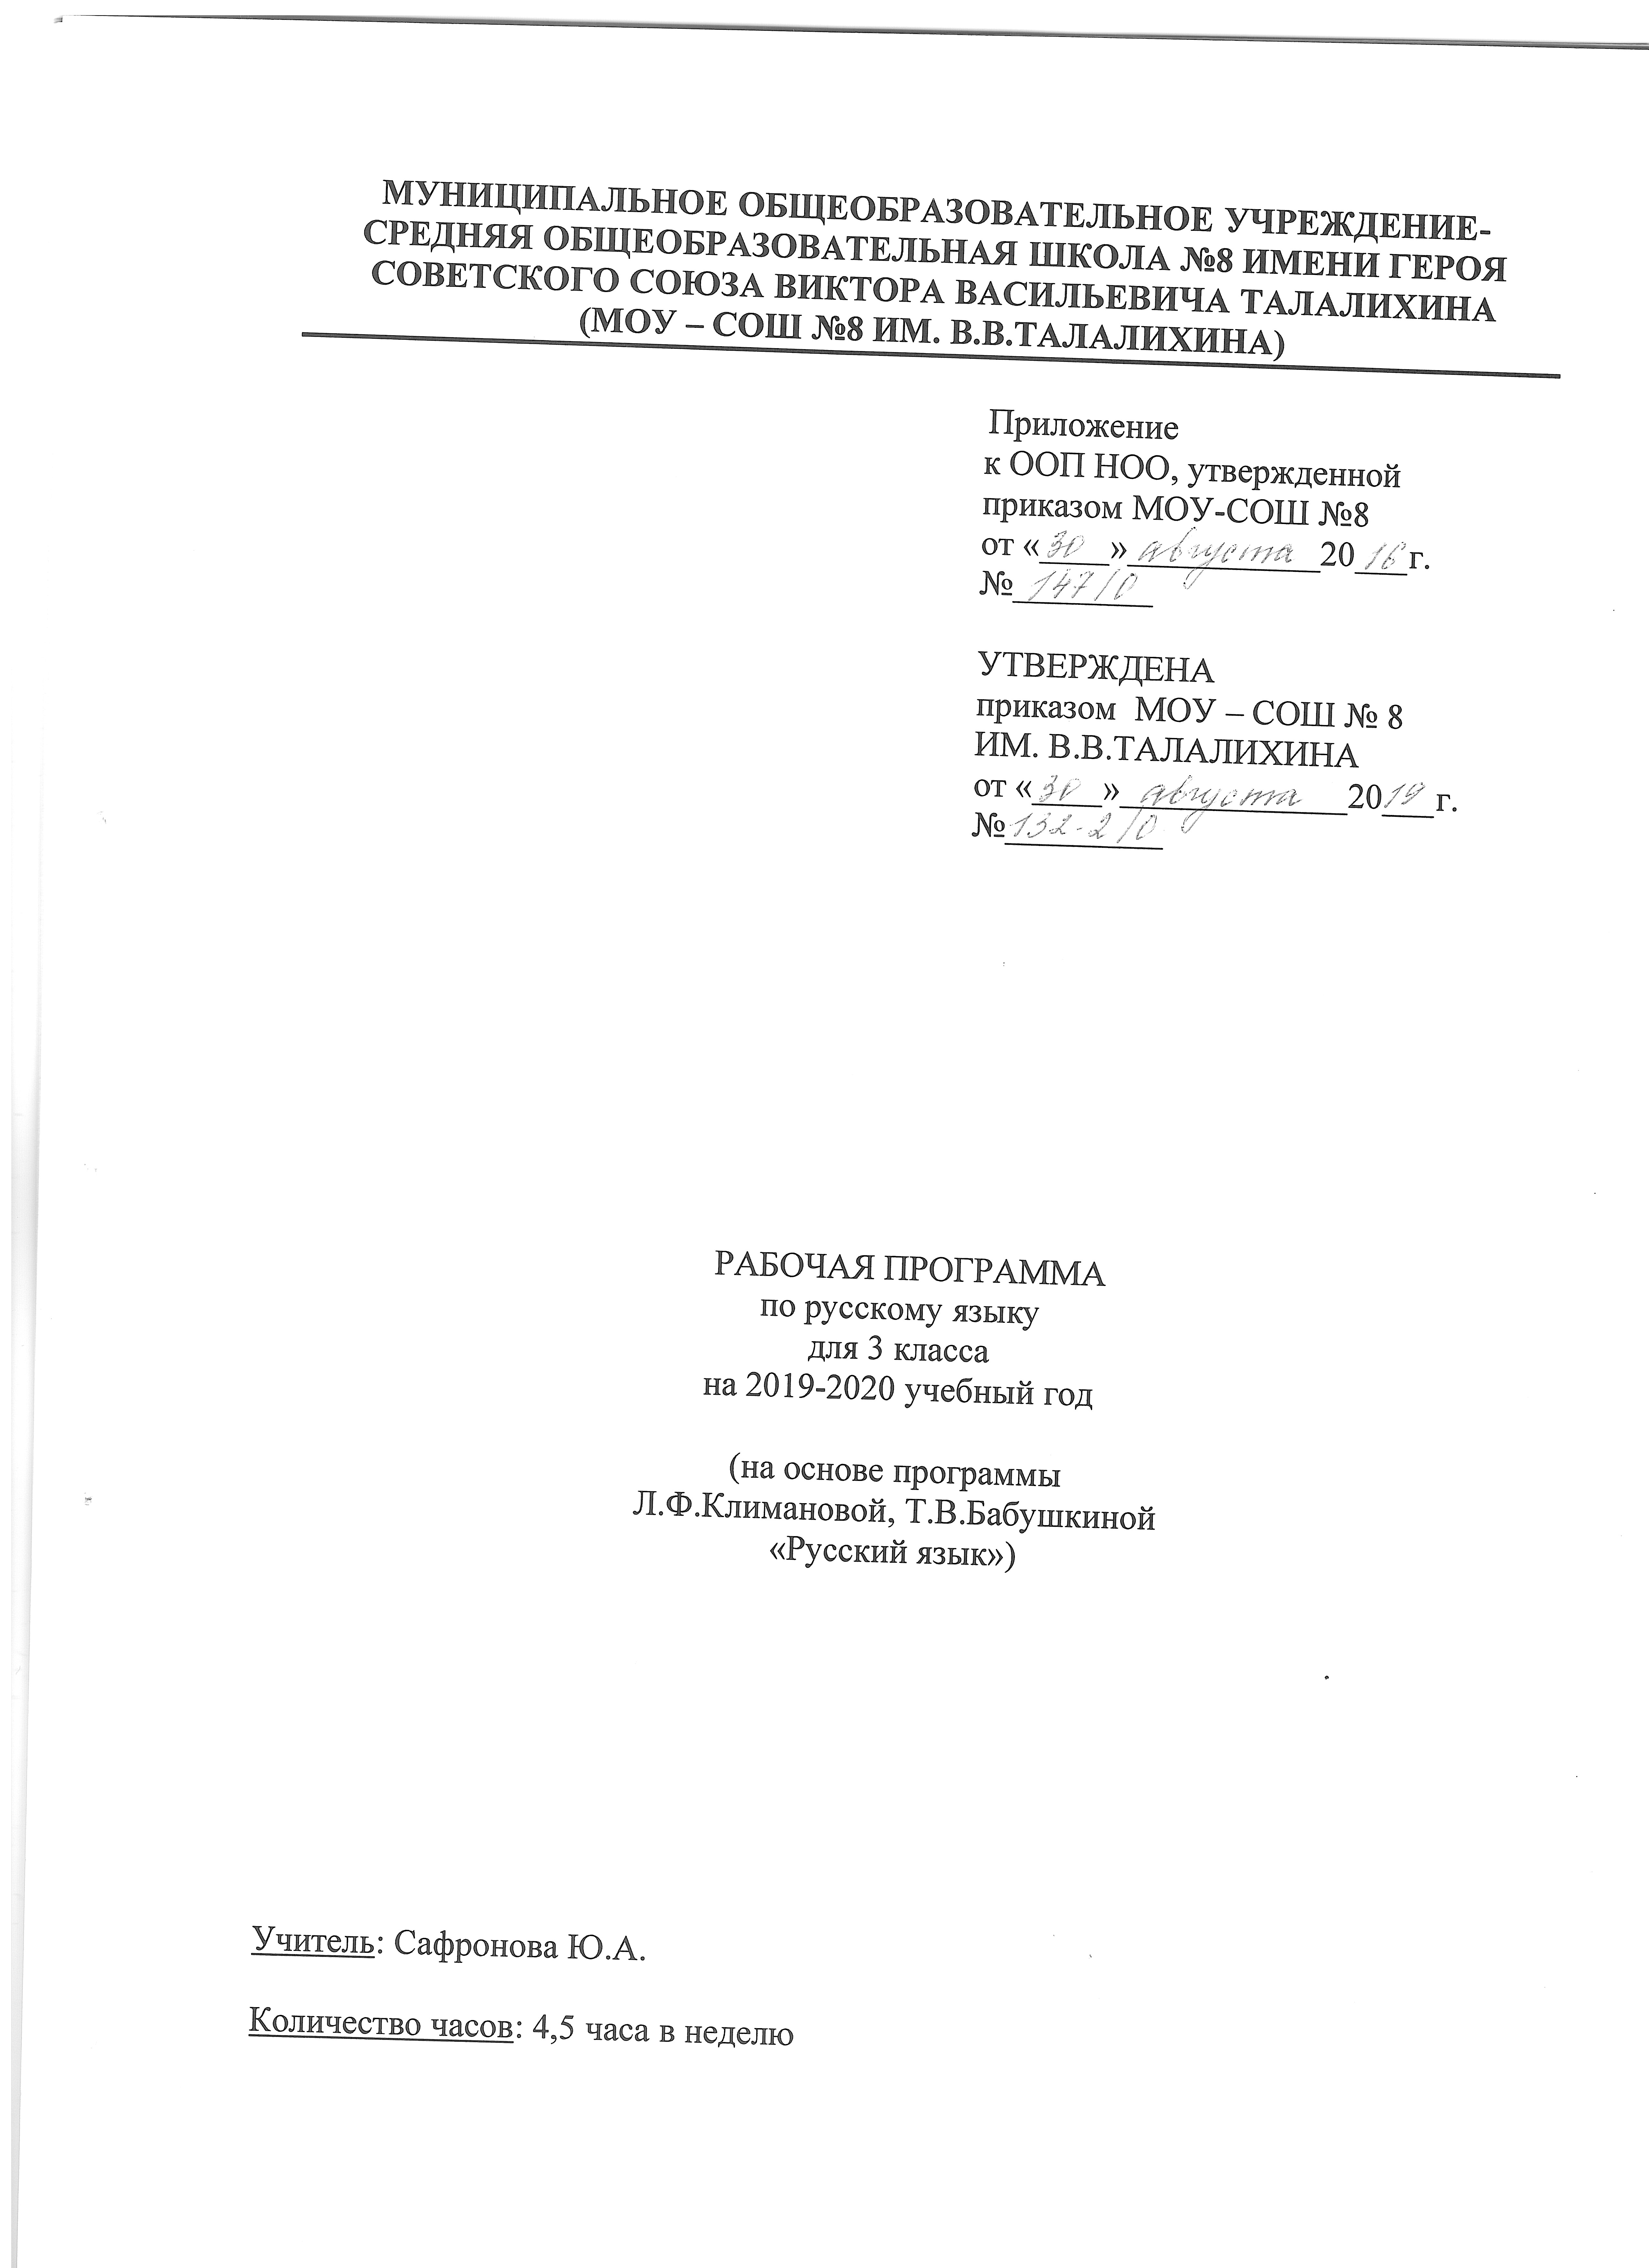 МУНИЦИПАЛЬНОЕ ОБЩЕОБРАЗОВАТЕЛЬНОЕ УЧРЕЖДЕНИЕ-
СРЕДНЯЯ ОБЩЕОБРАЗОВАТЕЛЬНАЯ ШКОЛА №8 ИМЕНИ ГЕРОЯ
СОВЕТСКОГО СОЮЗА ВИКТОРА ВАСИЛЬЕВИЧА ТАЛАЛИХИНА
(МОУ – СОШ №8 ИМ. В.В.ТАЛАЛИХИНА)
Приложение
к ООП НОО, утвержденной
приказом МОУ-СОШ №8
от «30» августа 2016 г.
№ 147/0
УТВЕРЖДЕНА
приказом МОУ – СОШ № 8
ИМ. В.В.ТАЛАЛИХИНА
от «30» августа 2019 г.
№132-2/0
РАБОЧАЯ ПРОГРАММА
по русскому языку
для 3 класса
на 2019-2020 учебный год
(на основе программы
Л.Ф.Климановой, Т.В.Бабушкиной
«Русский язык»)
Учитель: Сафронова Ю.А.
Количество часов: 4,5 часа в неделю